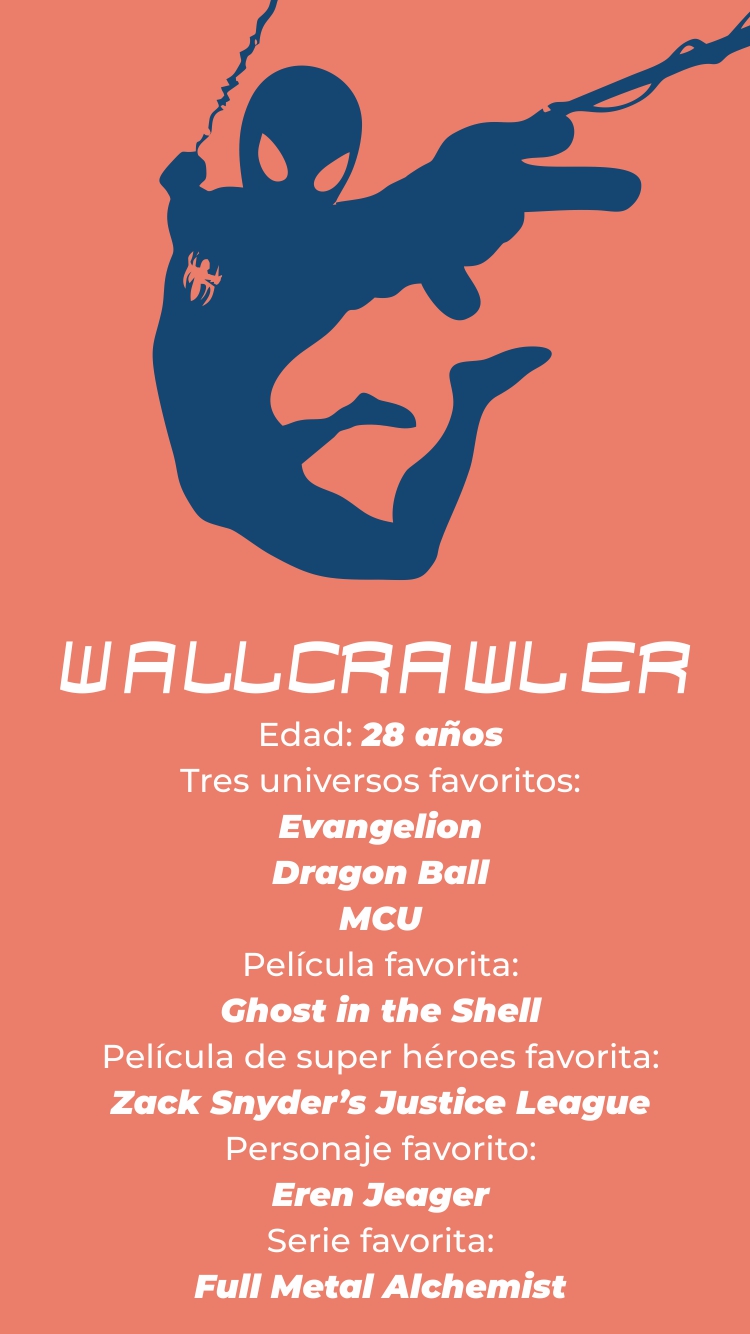 WALLCRAWLER
Edad: 28 años
Tres universos favoritos:
Evangelion
Dragon Ball
MCU
Película favorita:
Ghost in the Shell
Película de super héroes favorita:
Zack Snyder’s Justice League
Personaje favorito:
Eren Jeager
Serie favorita:
Full Metal Alchemist